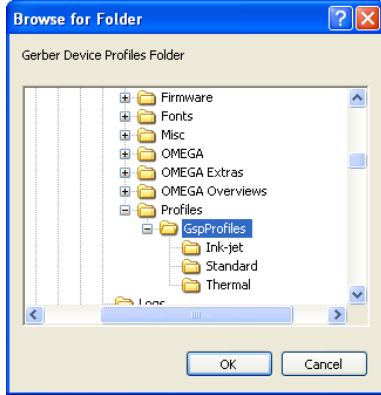 Browse for Folder
Gerber Device Profiles Folder
Firmware
Fonts
Misc
OMEGA
OMEGA Extras
OMEGA Overviews
Profiles
GspProfiles
Ink-jet
Standard
Thermal
Logs
OK Cancel